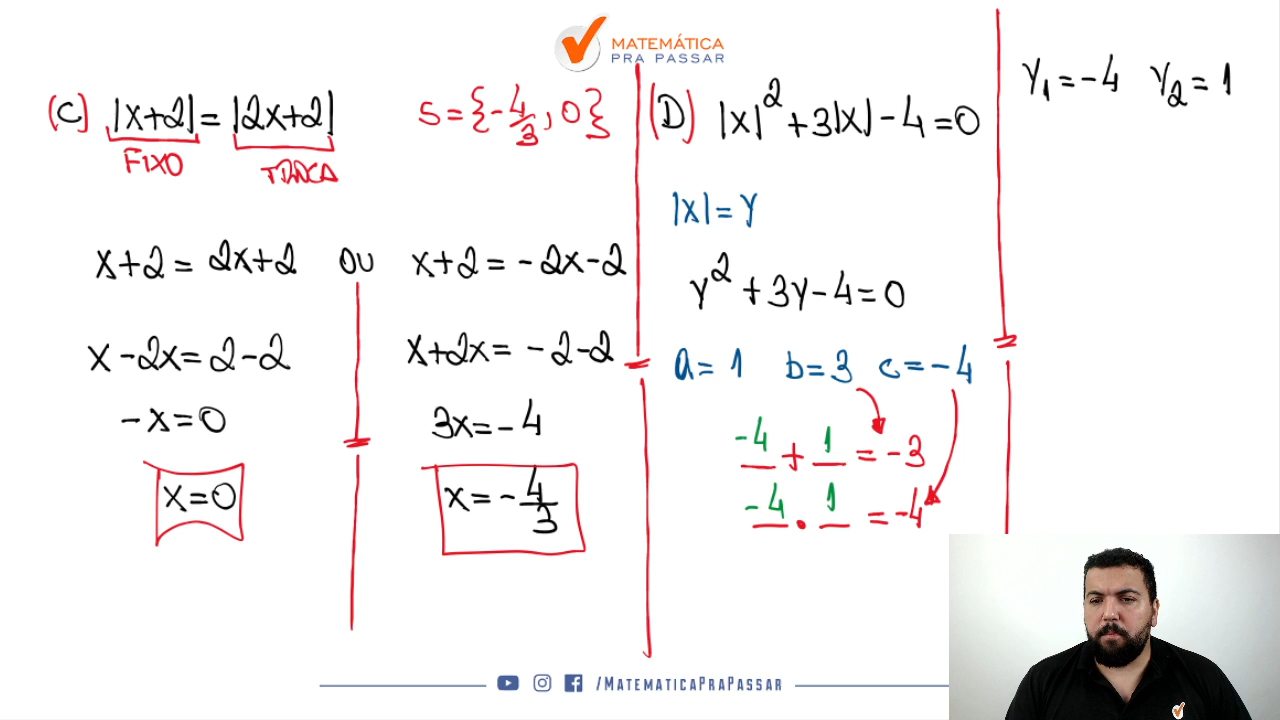 MATEMÁTICA
PRA PASSAR
(C) |x+2| = |2x+2|
FIXO TROCA
S = {-4/3, 0}
x+2 = 2x+2 OU x+2 = -2x-2
x-2x = 2-2
-x = 0
x = 0
x+2x = -2-2
3x = -4
x = -4/3
(D) |x|² + 3|x| - 4 = 0
|x| = y
y² + 3y - 4 = 0
a = 1 b = 3 c = -4
-4 + 1 = -3
-4 . 1 = -4
y₁ = -4 y₂ = 1
/MATEMATICAPRAPASSAR